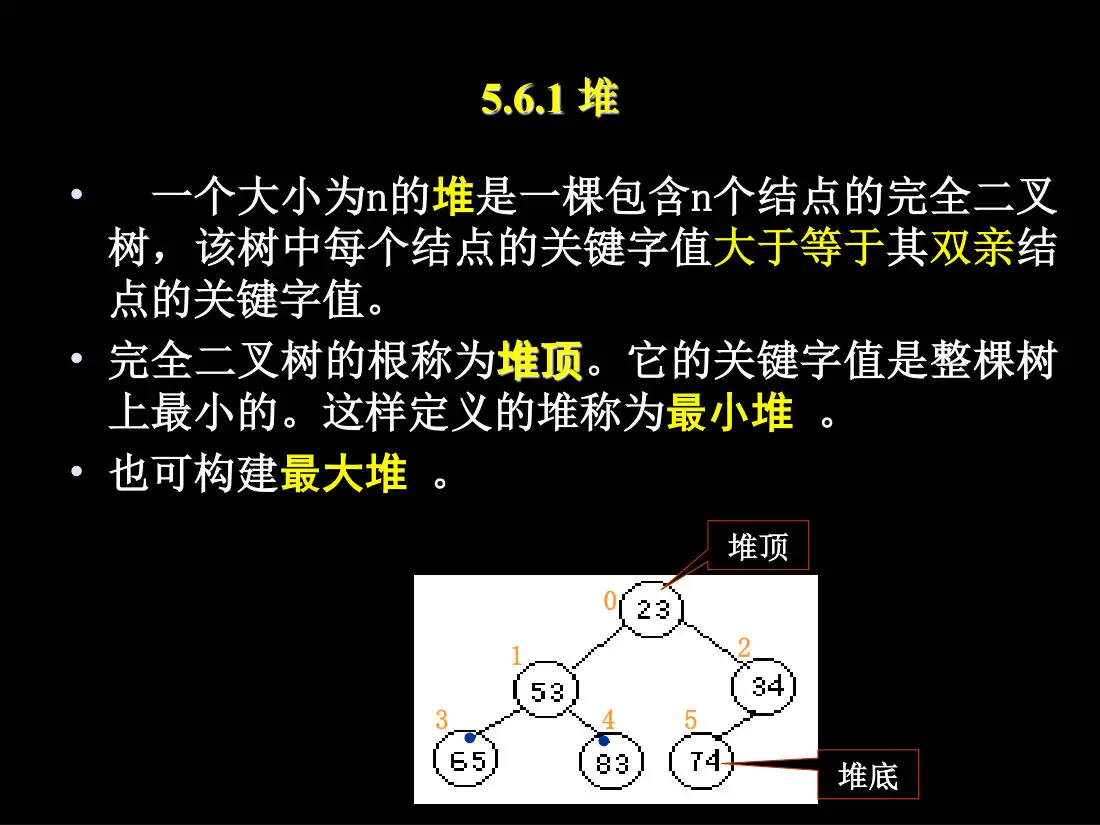 5.6.1 堆
• 一个大小为n的堆是一棵包含n个结点的完全二叉
树，该树中每个结点的关键字值大于等于其双亲结
点的关键字值。
• 完全二叉树的根称为堆顶。它的关键字值是整棵树
上最小的。这样定义的堆称为最小堆 。
• 也可构建最大堆 。
堆顶
0
23
1
2
53
34
3
4
5
65
83
74
堆底